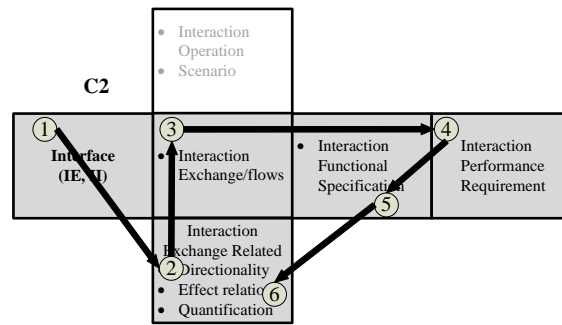 • Interaction
Operation
• Scenario
C2
1
Interface
(IE, II)
3
• Interaction
Exchange/flows
• Interaction
Functional
Specification
4
Interaction
Performance
Requirement
5
Interaction
Exchange Related
2
Directionality
• Effect relation
6
• Quantification